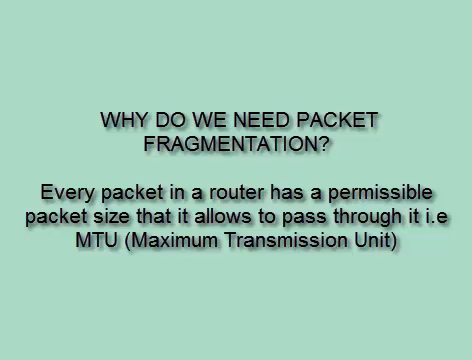 WHY DO WE NEED PACKET
FRAGMENTATION?
Every packet in a router has a permissible
packet size that it allows to pass through it i.e
MTU (Maximum Transmission Unit)